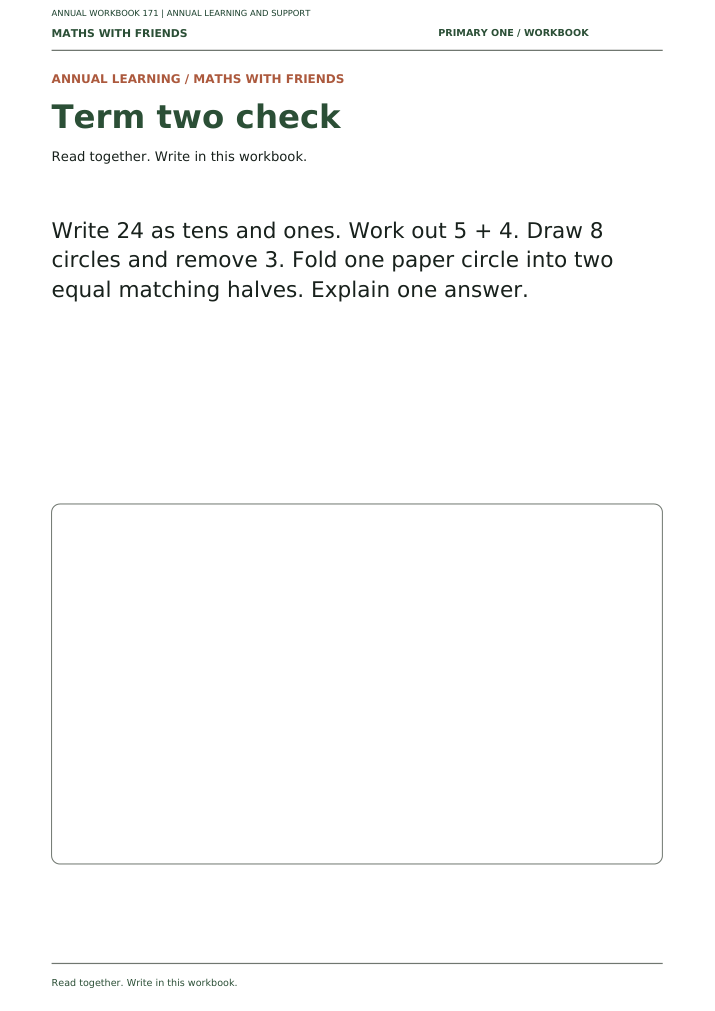 ANNUAL WORKBOOK 171 | ANNUAL LEARNING AND SUPPORT
MATHS WITH FRIENDS
PRIMARY ONE / WORKBOOK
ANNUAL LEARNING / MATHS WITH FRIENDS
Term two check
Read together. Write in this workbook.
Write 24 as tens and ones. Work out 5 + 4. Draw 8
circles and remove 3. Fold one paper circle into two
equal matching halves. Explain one answer.
Read together. Write in this workbook.